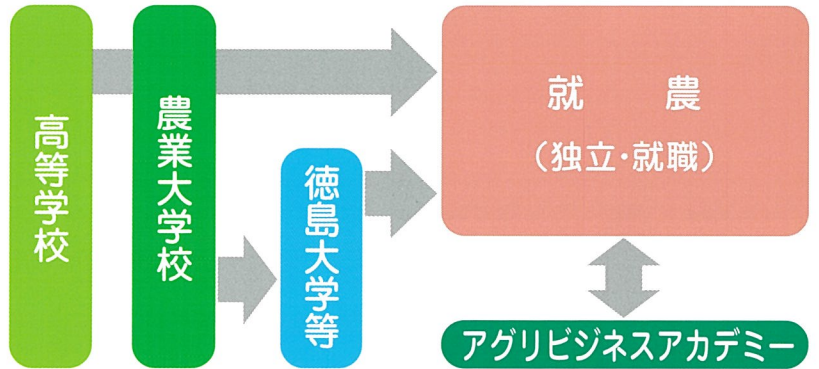 高等学校
農業大学校
徳島大学等
就　農
（独立・就職）
アグリビジネスアカデミー